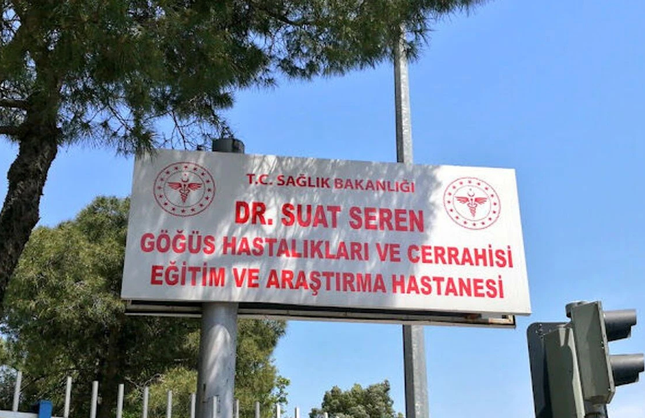 T.C. SAĞLIK BAKANLIĞI
DR. SUAT SEREN
GÖĞÜS HASTALIKLARI VE CERRAHİSİ
EĞİTİM VE ARAŞTIRMA HASTANESİ